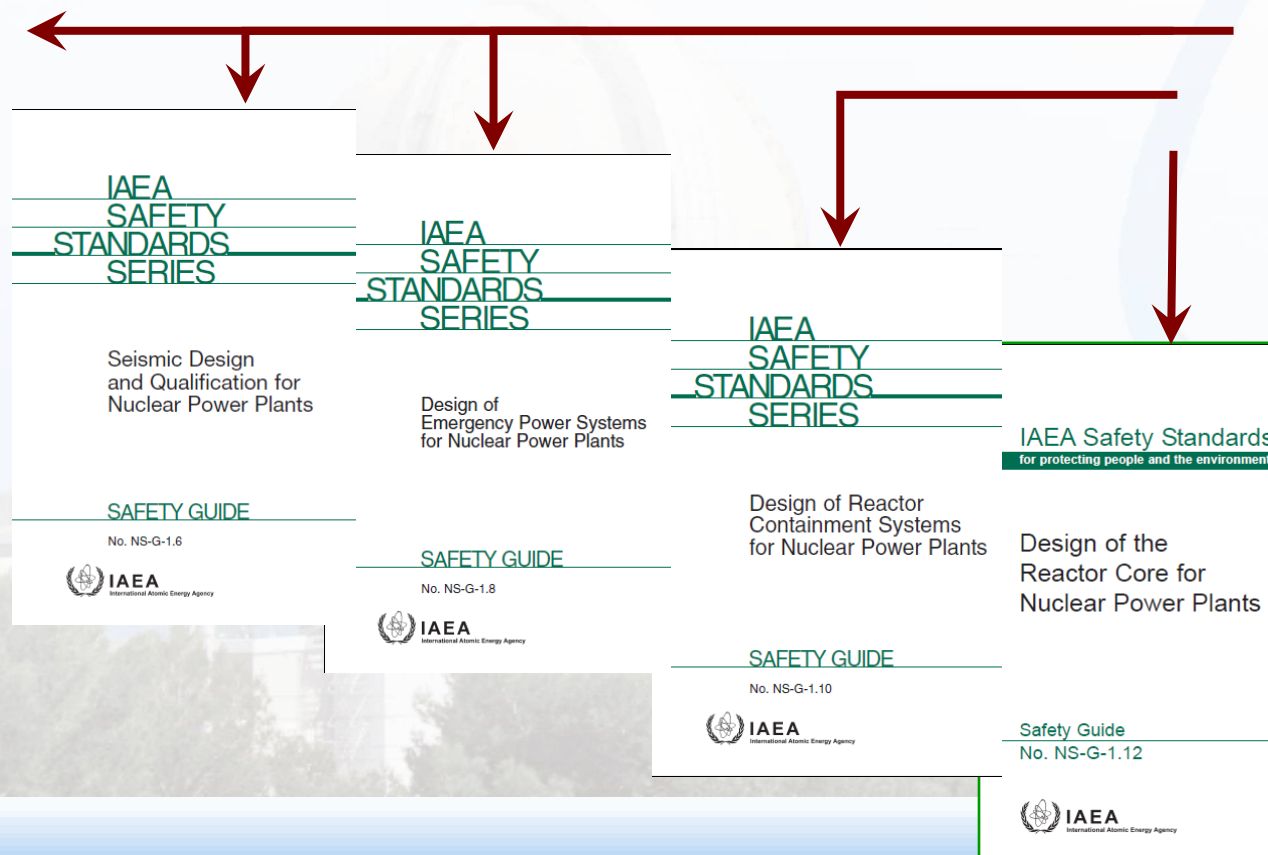 IAEA
SAFETY
STANDARDS
SERIES
Seismic Design
and Qualification for
Nuclear Power Plants
SAFETY GUIDE
No. NS-G-1.6
IAEA
International Atomic Energy Agency
IAEA
SAFETY
STANDARDS
SERIES
Design of
Emergency Power Systems
for Nuclear Power Plants
SAFETY GUIDE
No. NS-G-1.8
IAEA
International Atomic Energy Agency
IAEA
SAFETY
STANDARDS
SERIES
Design of Reactor
Containment Systems
for Nuclear Power Plants
SAFETY GUIDE
No. NS-G-1.10
IAEA
International Atomic Energy Agency
IAEA Safety Standards
for protecting people and the environment
Design of the
Reactor Core for
Nuclear Power Plants
Safety Guide
No. NS-G-1.12
IAEA
International Atomic Energy Agency